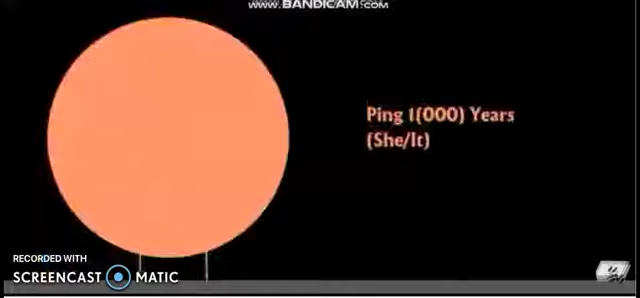 www.BANDICAM.COM
Ping 1(000) Years
(She/It)
RECORDED WITH
SCREENCAST MATIC